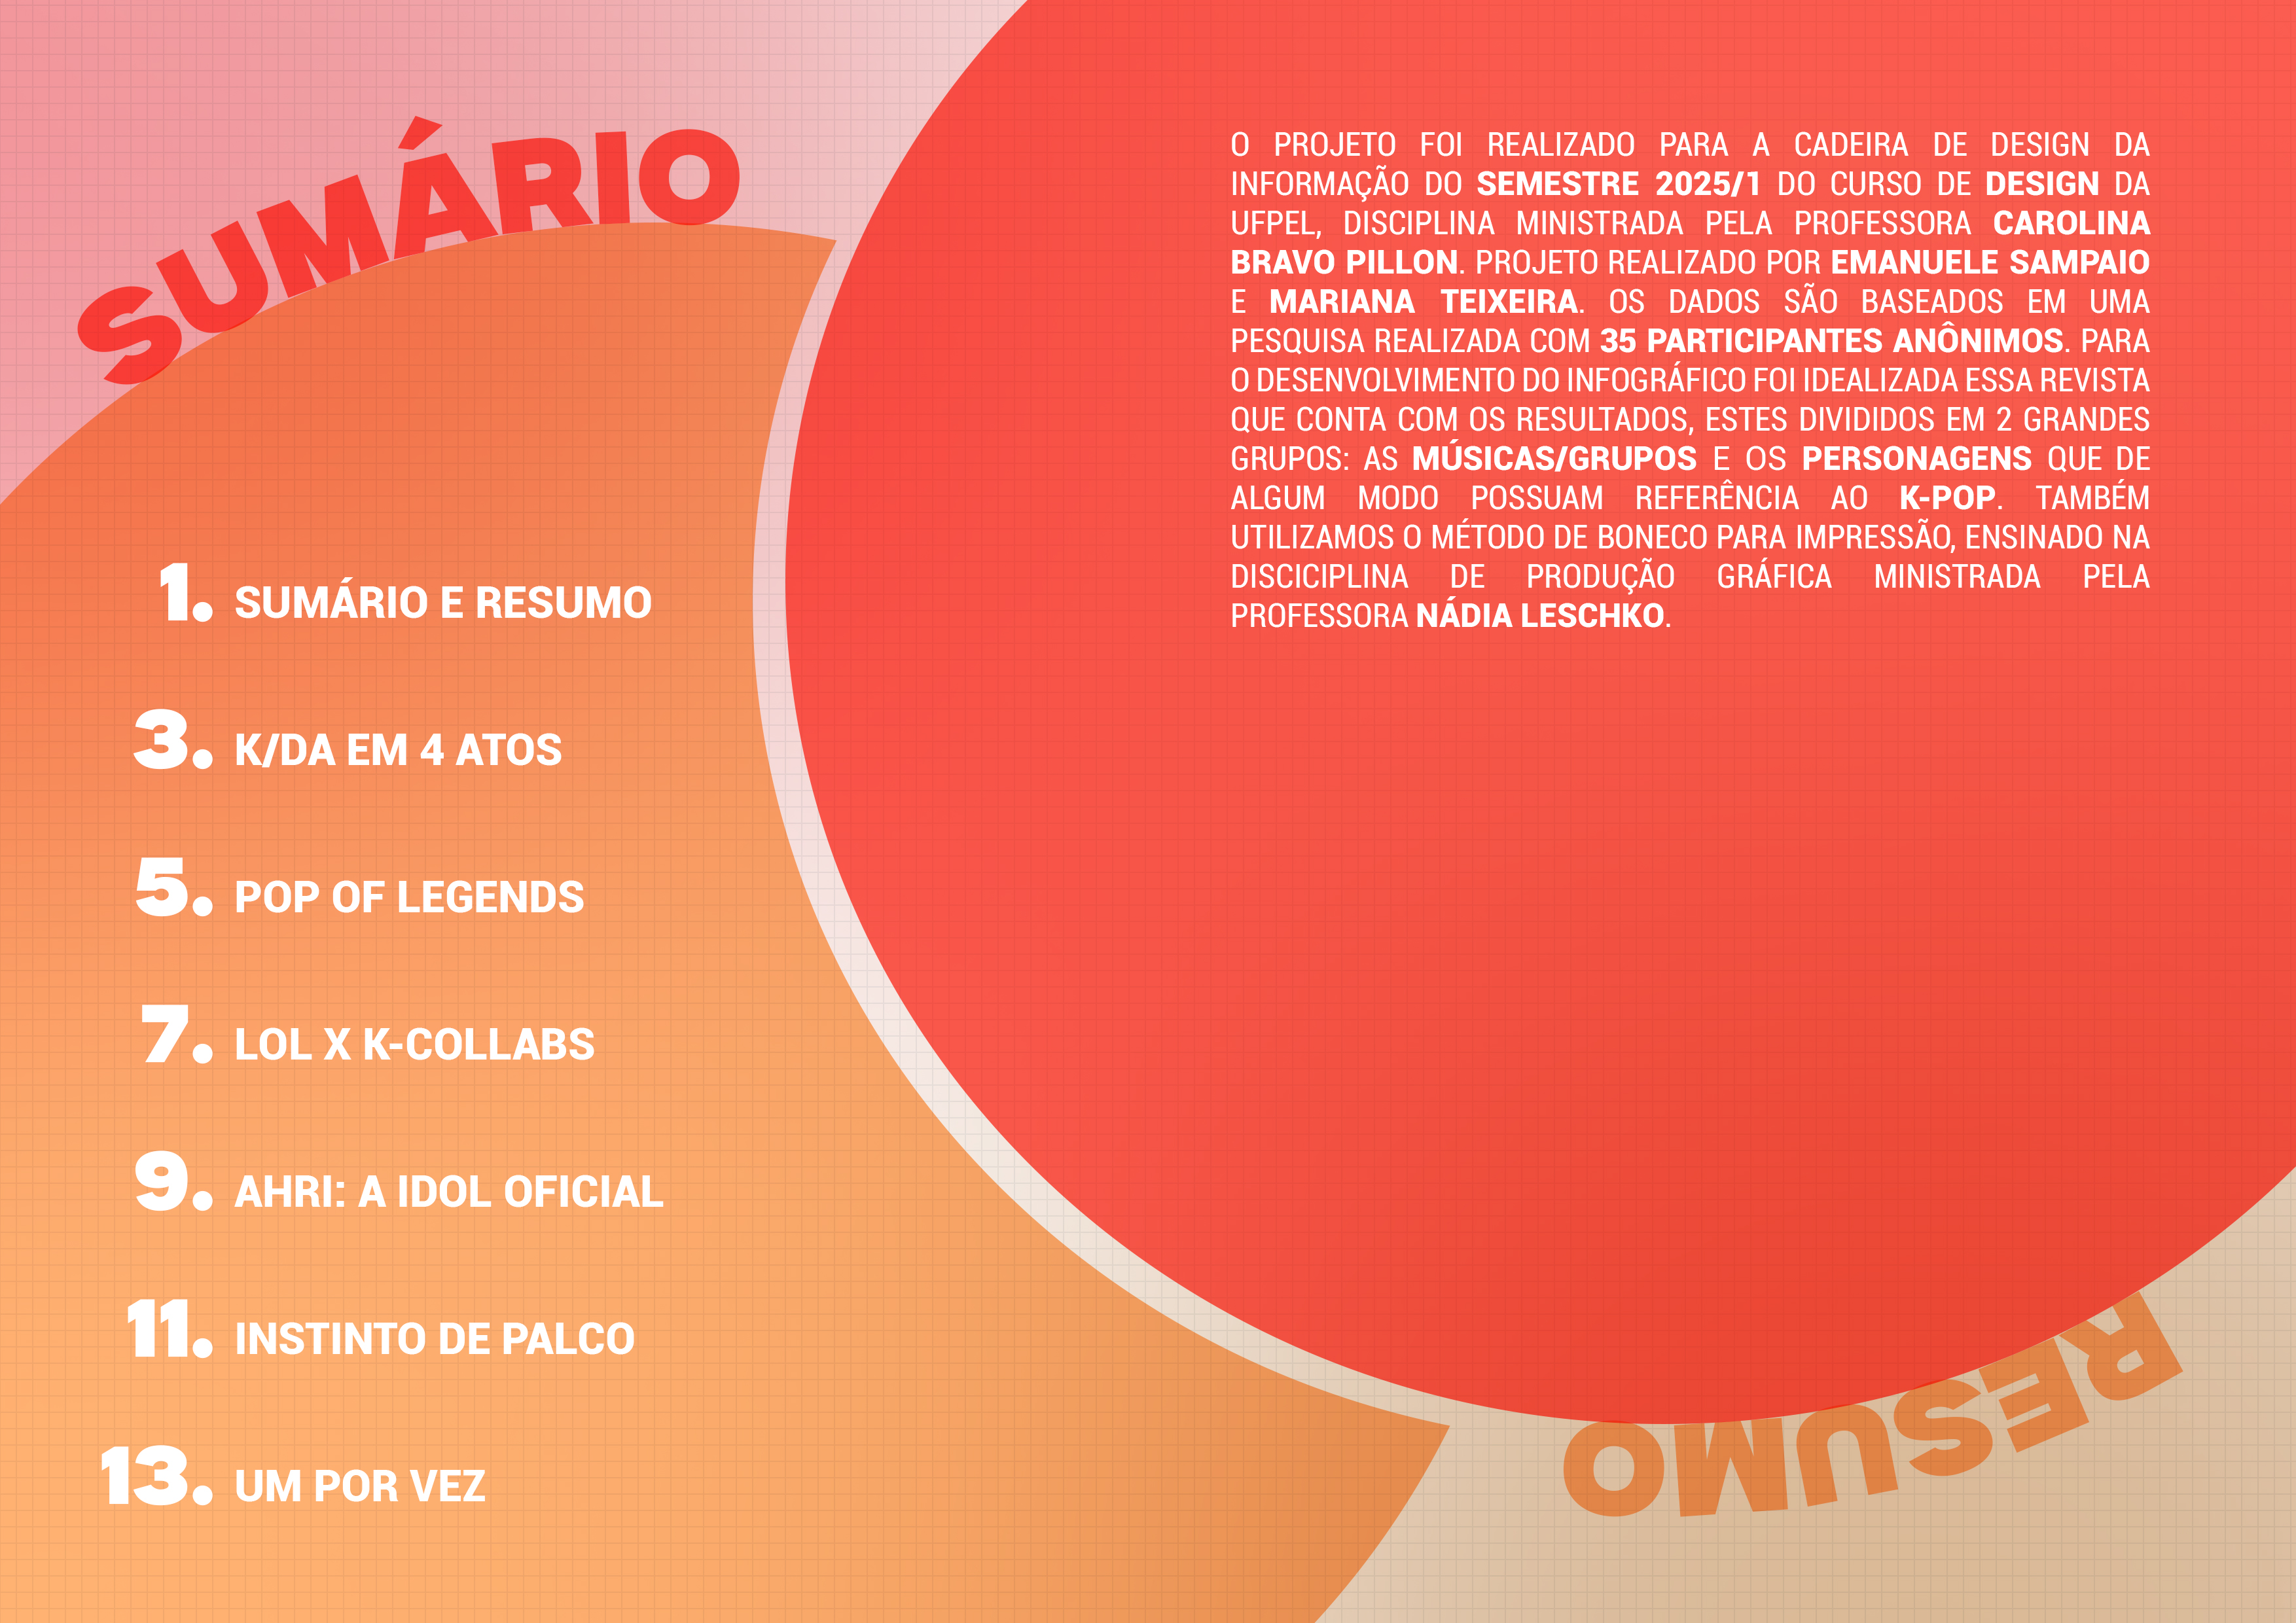 SUMÁRIO
1. SUMÁRIO E RESUMO
3. K/DA EM 4 ATOS
5. POP OF LEGENDS
7. LOL X K-COLLABS
9. AHRI: A IDOL OFICIAL
11. INSTINTO DE PALCO
13. UM POR VEZ
O PROJETO FOI REALIZADO PARA A CADEIRA DE DESIGN DA
INFORMAÇÃO DO SEMESTRE 2025/1 DO CURSO DE DESIGN DA
UFPEL, DISCIPLINA MINISTRADA PELA PROFESSORA CAROLINA
BRAVO PILLON. PROJETO REALIZADO POR EMANUELE SAMPAIO
E MARIANA TEIXEIRA. OS DADOS SÃO BASEADOS EM UMA
PESQUISA REALIZADA COM 35 PARTICIPANTES ANÔNIMOS. PARA
O DESENVOLVIMENTO DO INFOGRÁFICO FOI IDEALIZADA ESSA REVISTA
QUE CONTA COM OS RESULTADOS, ESTES DIVIDIDOS EM 2 GRANDES
GRUPOS: AS MÚSICAS/GRUPOS E OS PERSONAGENS QUE DE
ALGUM MODO POSSUAM REFERÊNCIA AO K-POP. TAMBÉM
UTILIZAMOS O MÉTODO DE BONECO PARA IMPRESSÃO, ENSINADO NA
DISCICIPLINA DE PRODUÇÃO GRÁFICA MINISTRADA PELA
PROFESSORA NÁDIA LESCHKO.
RESUMO